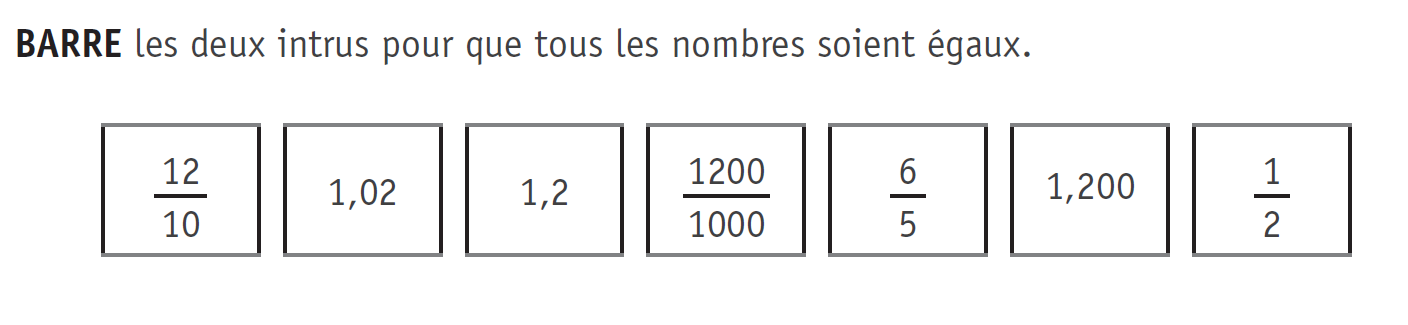 BARRE les deux intrus pour que tous les nombres soient égaux.
12/10 1,02 1,2 1200/1000 6/5 1,200 1/2